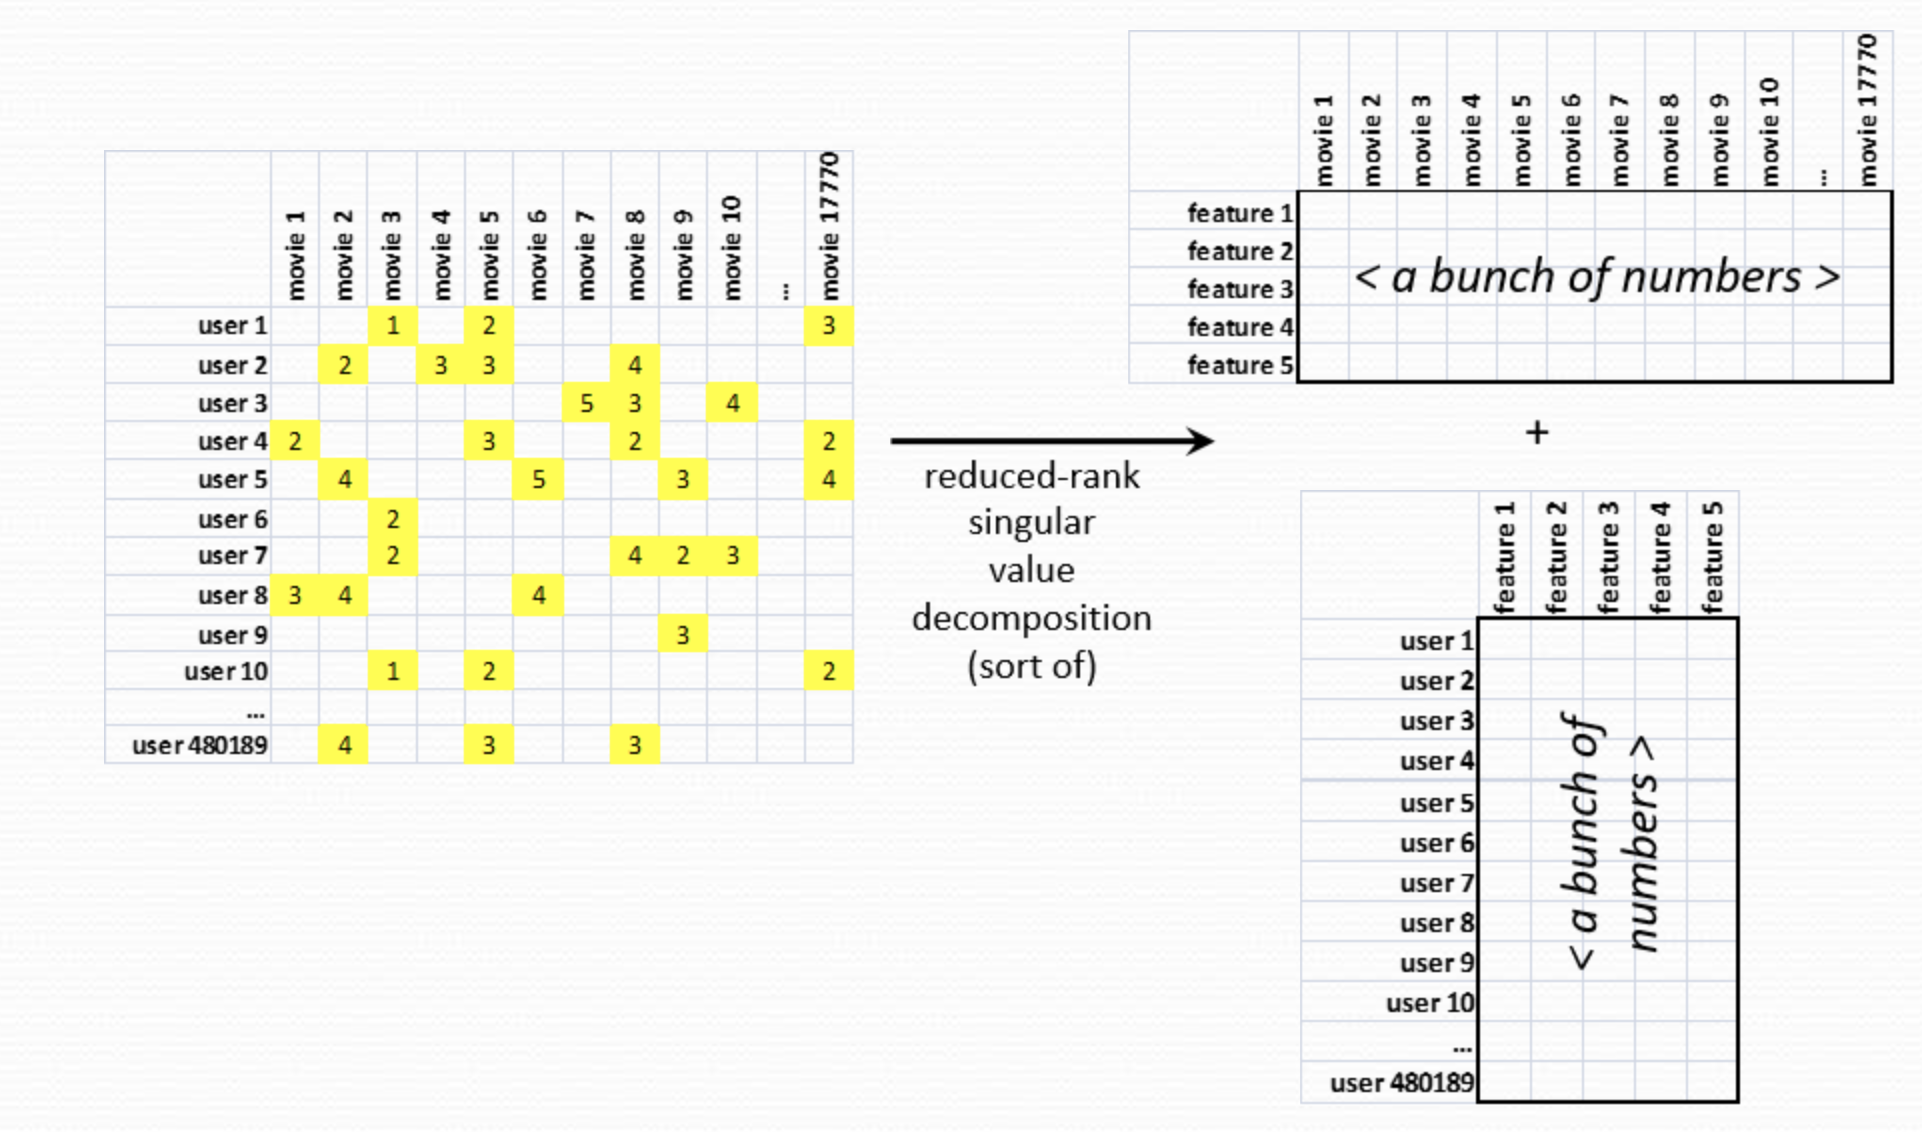 movie 1 movie 2 movie 3 movie 4 movie 5 movie 6 movie 7 movie 8 movie 9 movie 10 ... movie 17770
user 1 1 2 3
user 2 2 3 3 4
user 3 5 3 4
user 4 2 3 2 2
user 5 4 5 3 4
user 6 2
user 7 2 4 2 3
user 8 3 4 4
user 9 3
user 10 1 2 2
...
user 480189 4 3 3
reduced-rank
singular
value
decomposition
(sort of)
movie 1 movie 2 movie 3 movie 4 movie 5 movie 6 movie 7 movie 8 movie 9 movie 10 ... movie 17770
feature 1
feature 2
feature 3
feature 4
feature 5
< a bunch of numbers >
+
feature 1 feature 2 feature 3 feature 4 feature 5
user 1
user 2
user 3
user 4
user 5
user 6
user 7
user 8
user 9
user 10
...
user 480189
< a bunch of
numbers >